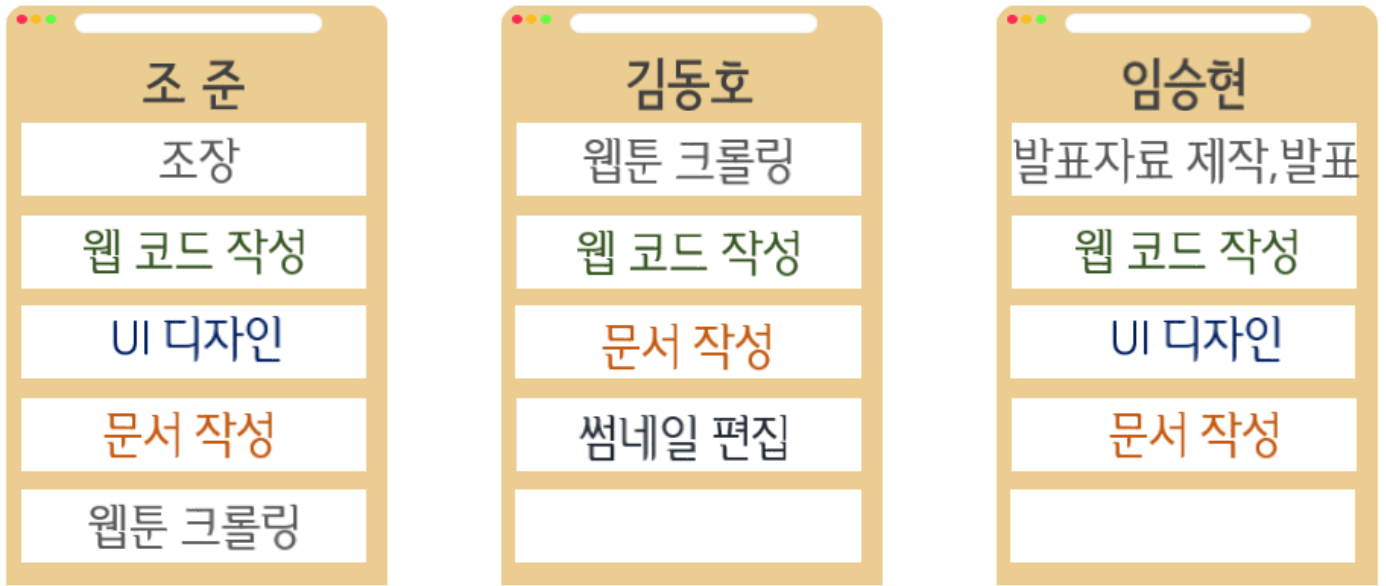 조 준
조장
웹 코드 작성
UI 디자인
문서 작성
웹툰 크롤링
김동호
웹툰 크롤링
웹 코드 작성
문서 작성
썸네일 편집
임승현
발표자료 제작,발표
웹 코드 작성
UI 디자인
문서 작성